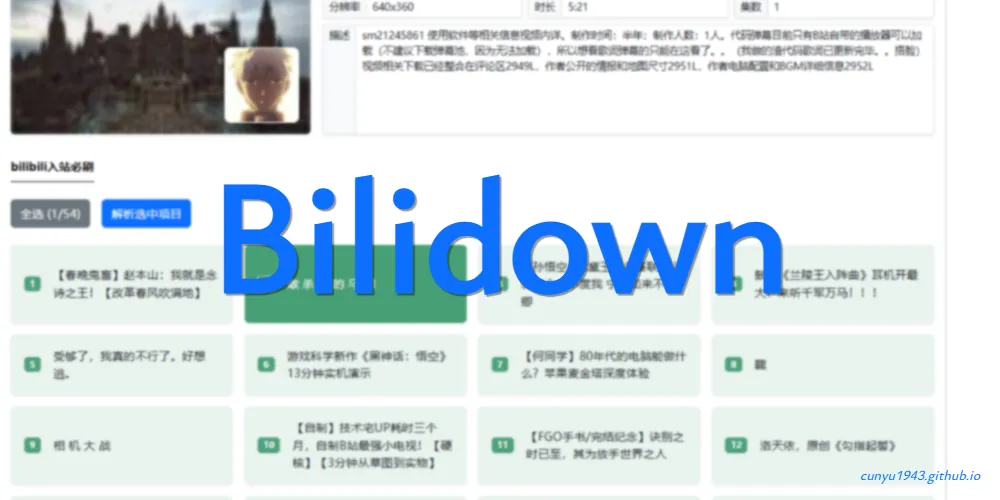 分辨率 640x360
时长 5:21
集数 1
描述 sm21245861 使用软件等相关信息视频内详。制作时间：半年；制作人数：1人。代码弹幕目前只有B站自带的播放器可以加
载（不建议下载弹幕池，因为无法加载），所以想看歌词弹幕的只能在这看了。。（我做的渣代码歌词已更新完毕。。捂脸）
视频相关下载已经整合在评论区2949L，作者公开的情报和地图尺寸2951L，作者电脑配置和BGM详细信息2952L
bilibili入站必刷
全选 (1/54)
解析选中项目
Bilidown
1 【春晚鬼畜】赵本山：我就是念
诗之王！【改革春风吹满地】
《兰陵王入阵曲》耳机开最
千军万马！！！
5 受够了，我真的不行了。好想
逃。
6 游戏科学新作《黑神话：悟空》
13分钟实机演示
7 【何同学】80年代的电脑能做什
么？苹果麦金塔深度体验
8
9 相 机 大 战
10 【自制】技术宅UP耗时三个
月，自制B站最强小电视！【硬
核】【3分钟从草图到实物】
11 【FGO手书/完结纪念】诀别之
时已至，其为放手世界之人
12 洛天依，原创《勾指起誓》
cunyu1943.github.io